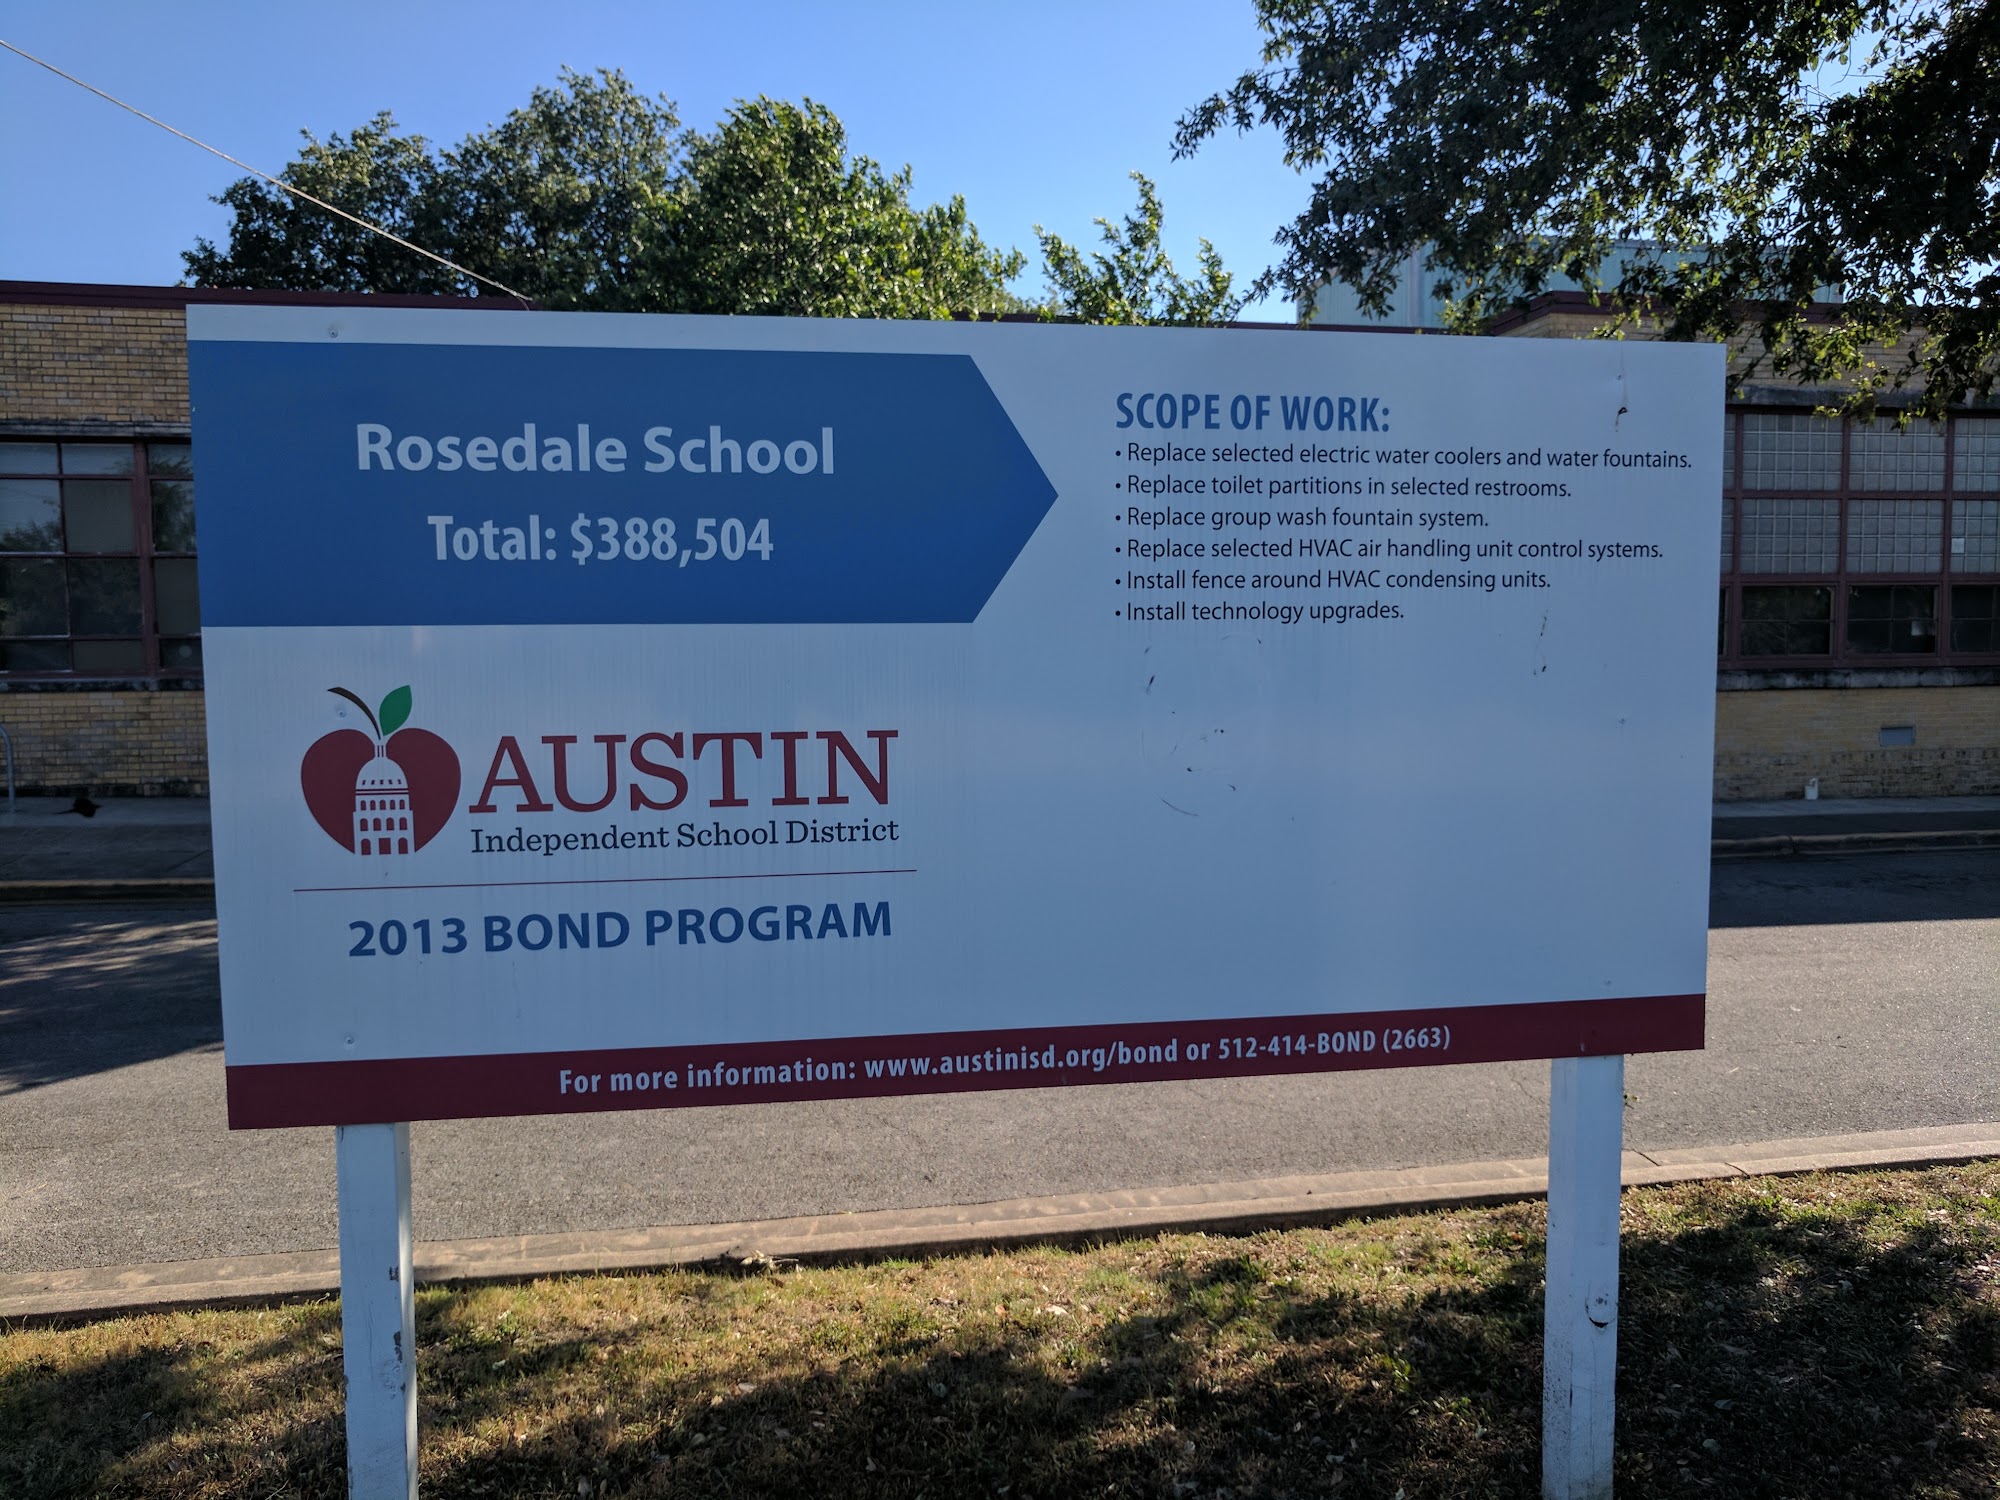 Rosedale School
Total: $388,504
AUSTIN
Independent School District
2013 BOND PROGRAM
SCOPE OF WORK:
• Replace selected electric water coolers and water fountains.
• Replace toilet partitions in selected restrooms.
• Replace group wash fountain system.
• Replace selected HVAC air handling unit control systems.
• Install fence around HVAC condensing units.
• Install technology upgrades.
For more information: www.austinisd.org/bond or 512-414-BOND (2663)